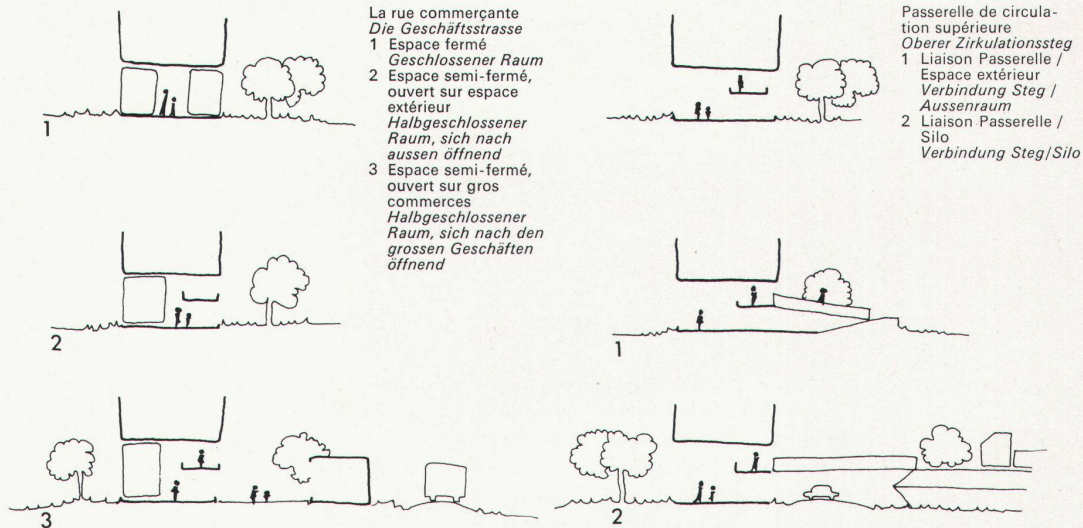 La rue commerçante
Die Geschäftsstrasse
1 Espace fermé
Geschlossener Raum
2 Espace semi-fermé,
ouvert sur espace
extérieur
Halbgeschlossener
Raum, sich nach
aussen öffnend
3 Espace semi-fermé,
ouvert sur gros
commerces
Halbgeschlossener
Raum, sich nach den
grossen Geschäften
öffnend
1
2
3
Passerelle de circula-
tion supérieure
Oberer Zirkulationssteg
1 Liaison Passerelle /
Espace extérieur
Verbindung Steg /
Aussenraum
2 Liaison Passerelle /
Silo
Verbindung Steg/Silo
1
2